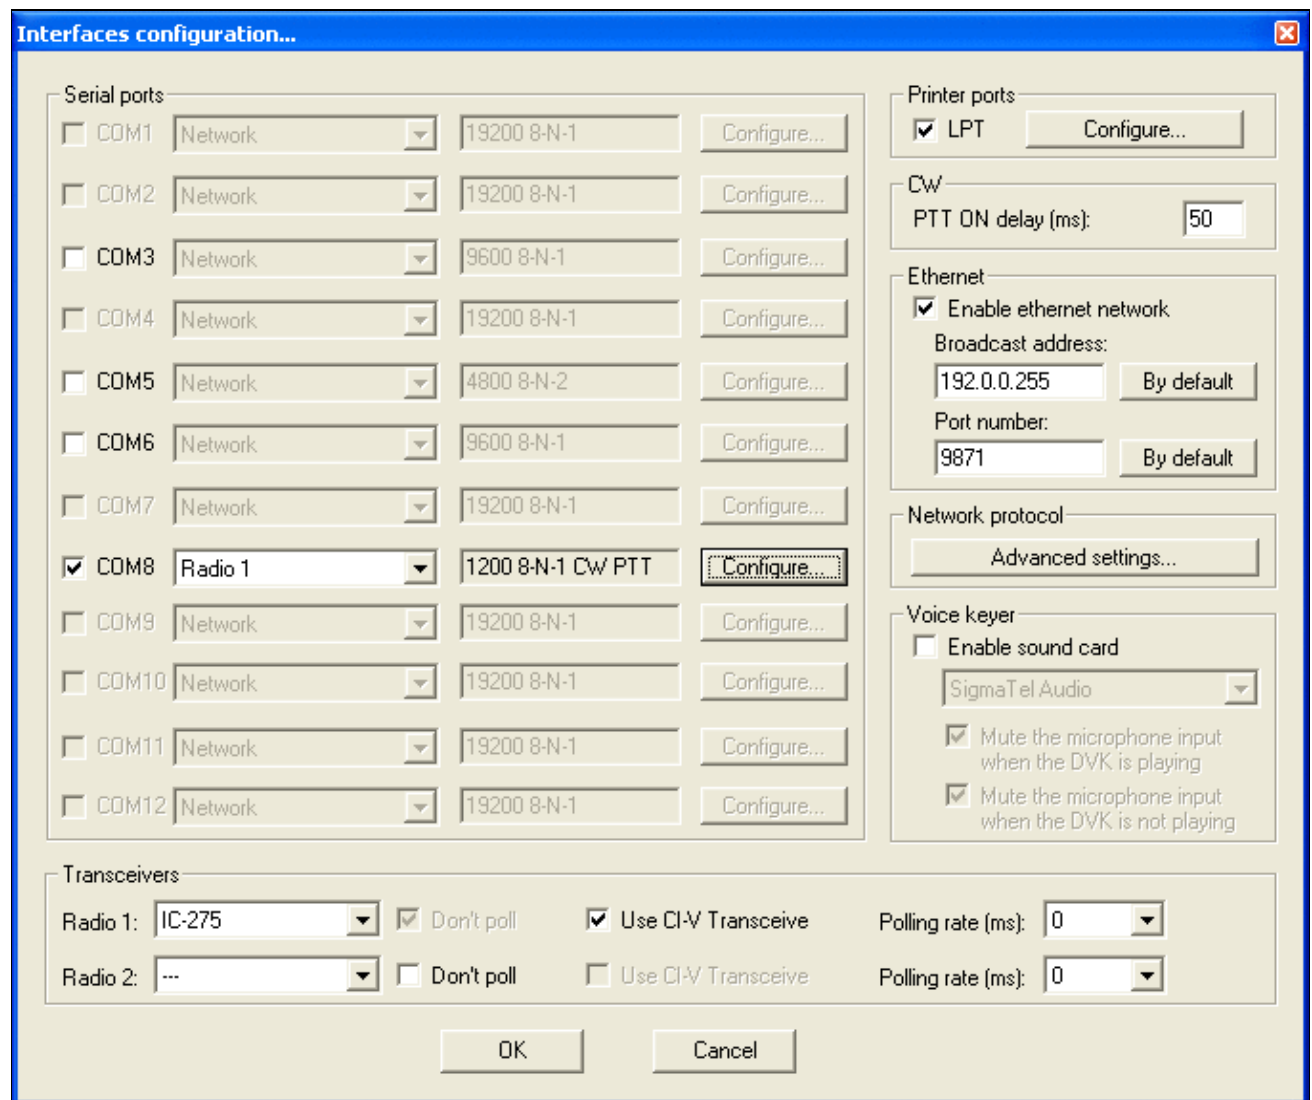 Interfaces configuration...
Serial ports
COM1 Network 19200 8-N-1 Configure...
COM2 Network 19200 8-N-1 Configure...
COM3 Network 9600 8-N-1 Configure...
COM4 Network 19200 8-N-1 Configure...
COM5 Network 4800 8-N-2 Configure...
COM6 Network 9600 8-N-1 Configure...
COM7 Network 19200 8-N-1 Configure...
COM8 Radio 1 1200 8-N-1 CW PTT Configure...
COM9 Network 19200 8-N-1 Configure...
COM10 Network 19200 8-N-1 Configure...
COM11 Network 19200 8-N-1 Configure...
COM12 Network 19200 8-N-1 Configure...
Printer ports
LPT Configure...
CW
PTT ON delay (ms): 50
Ethernet
Enable ethernet network
Broadcast address:
192.0.0.255 By default
Port number:
9871 By default
Network protocol
Advanced settings...
Voice keyer
Enable sound card
SigmaTel Audio
Mute the microphone input
when the DVK is playing
Mute the microphone input
when the DVK is not playing
Transceivers
Radio 1: IC-275 Don't poll Use CI-V Transceive Polling rate (ms): 0
Radio 2: --- Don't poll Use CI-V Transceive Polling rate (ms): 0
OK Cancel